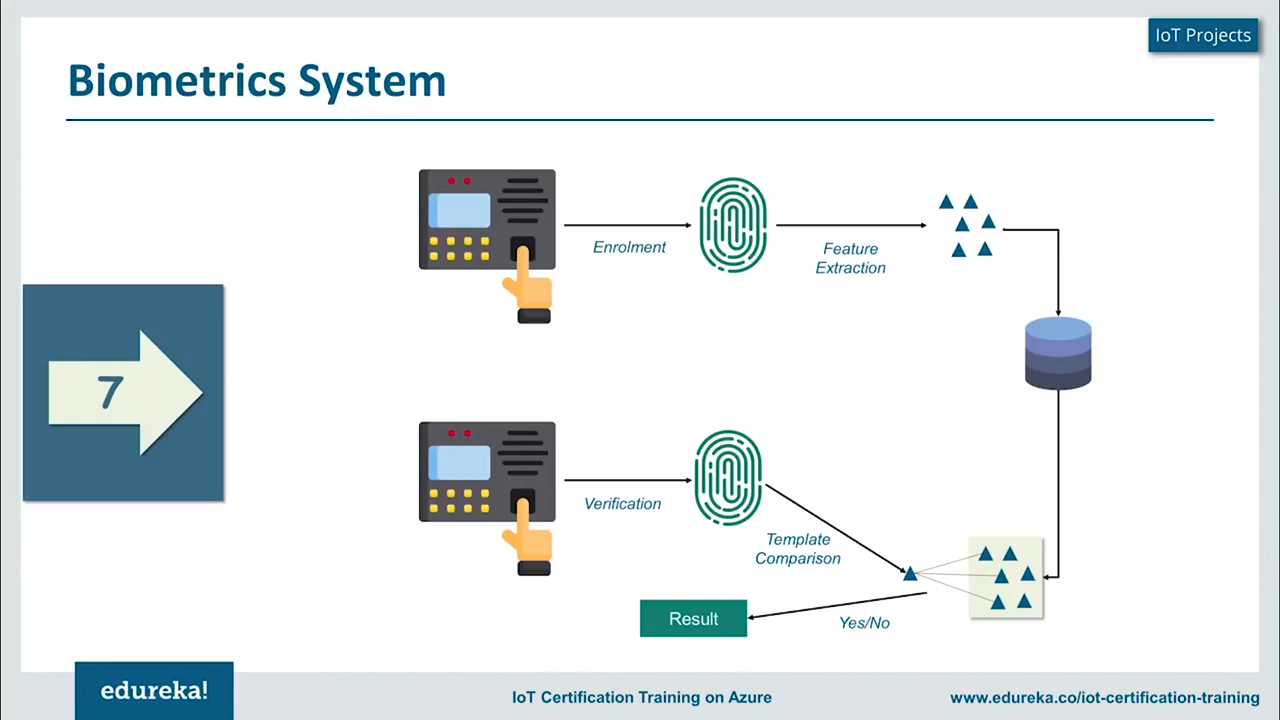 IoT Projects
Biometrics System
Enrolment
Feature
Extraction
7
Verification
Template
Comparison
Result
Yes/No
edureka!
IoT Certification Training on Azure
www.edureka.co/iot-certification-training